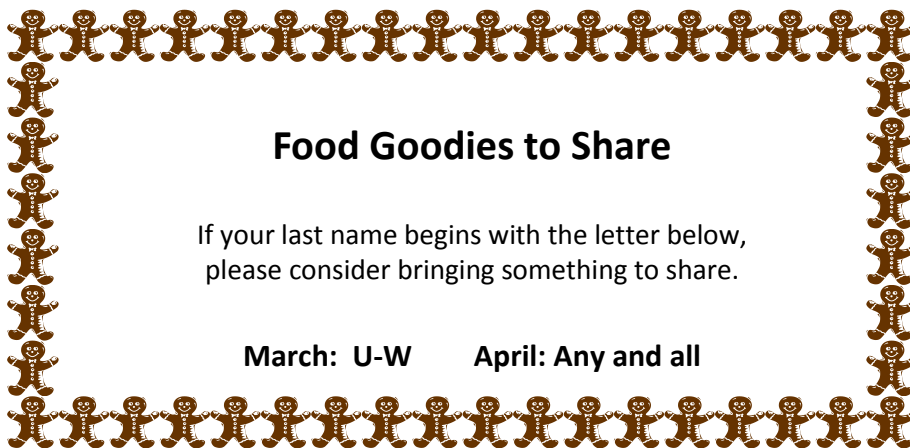 Food Goodies to Share
If your last name begins with the letter below,
please consider bringing something to share.
March:  U-W        April: Any and all